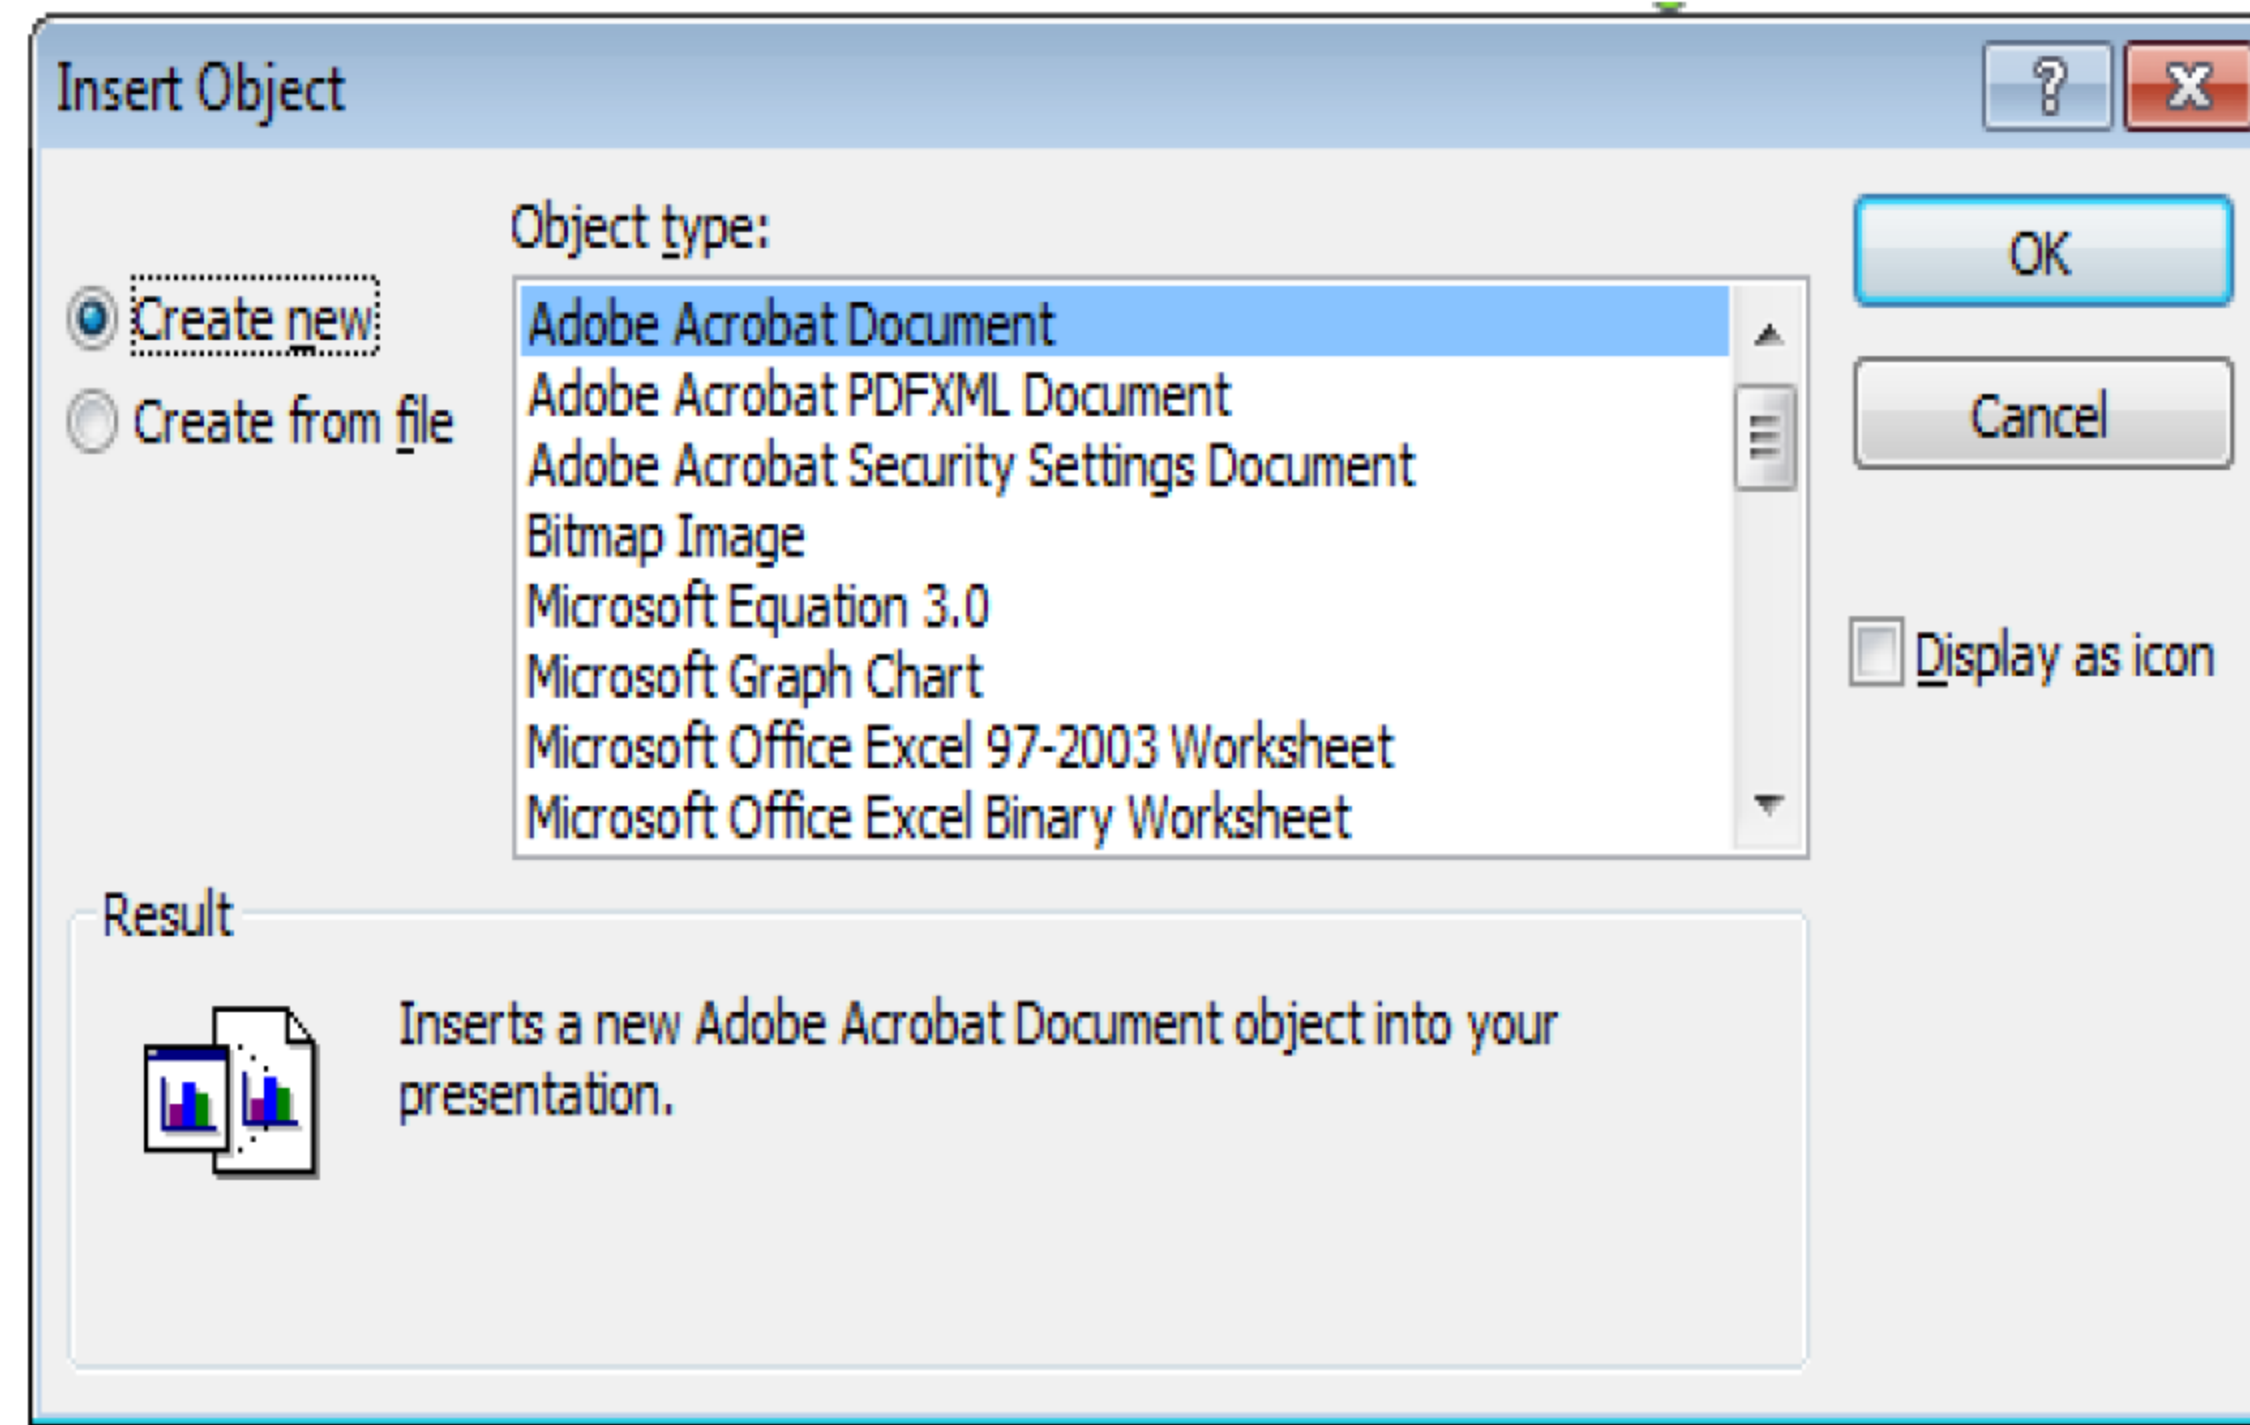 Insert Object
Object type:
OK
Create new
Adobe Acrobat Document
Adobe Acrobat PDFXML Document
Cancel
Create from file
Adobe Acrobat Security Settings Document
Bitmap Image
Microsoft Equation 3.0
Microsoft Graph Chart
Display as icon
Microsoft Office Excel 97-2003 Worksheet
Microsoft Office Excel Binary Worksheet
Result
Inserts a new Adobe Acrobat Document object into your
presentation.